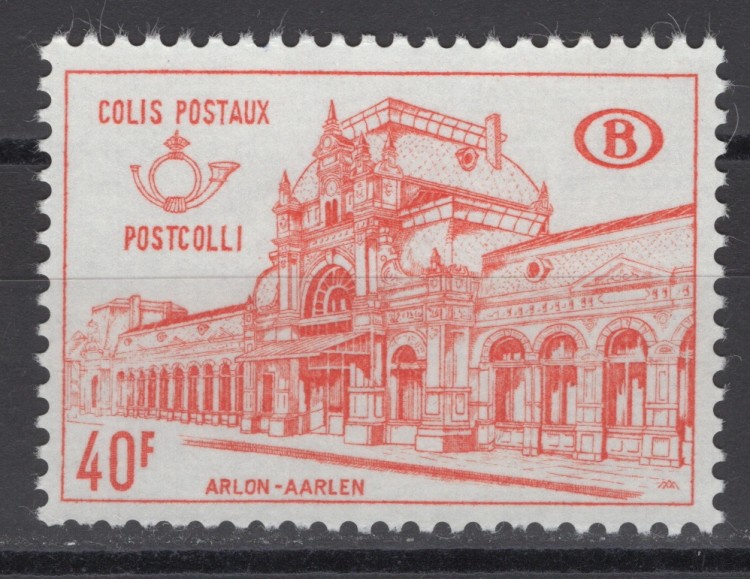 COLIS POSTAUX
B
POSTCOLLI
40F
ARLON-AARLEN